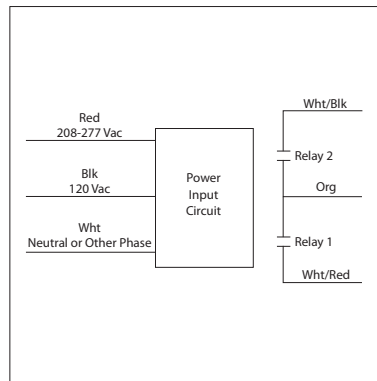 Red
208-277 Vac
Blk
120 Vac
Wht
Neutral or Other Phase
Power
Input
Circuit
Wht/Blk
Relay 2
Org
Relay 1
Wht/Red